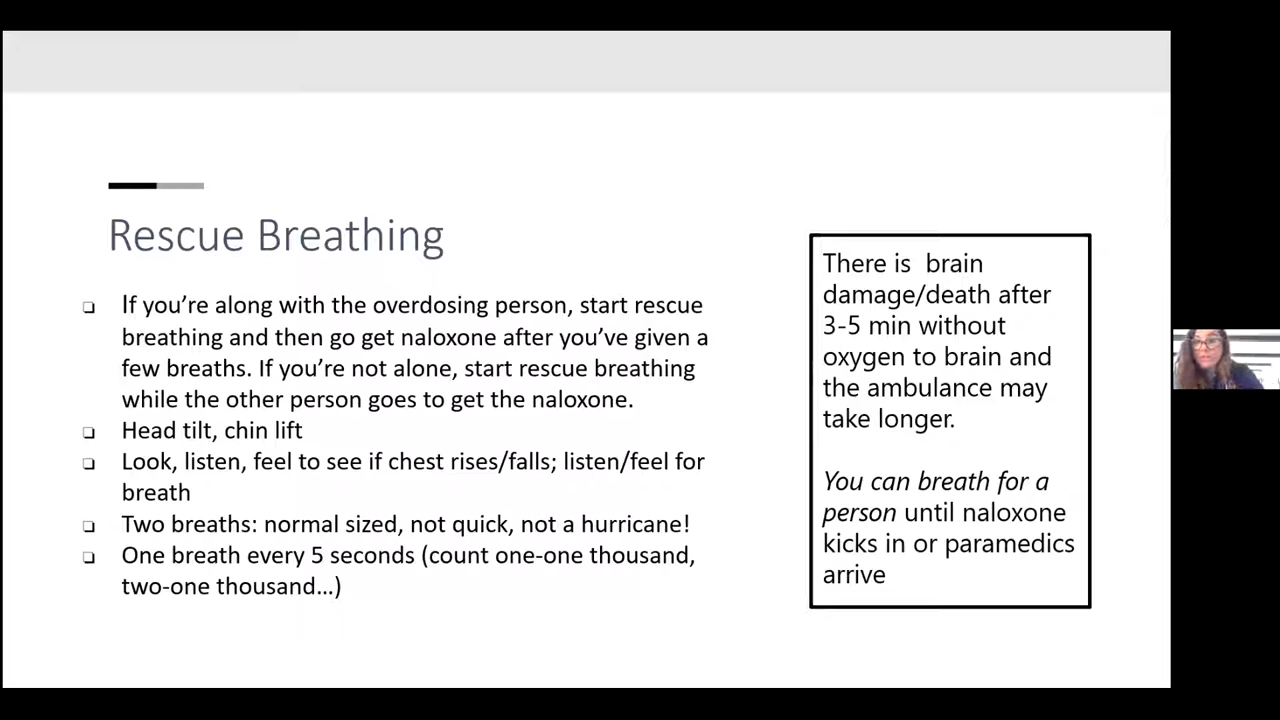 Rescue Breathing
❏ If you’re along with the overdosing person, start rescue
breathing and then go get naloxone after you’ve given a
few breaths. If you’re not alone, start rescue breathing
while the other person goes to get the naloxone.
❏ Head tilt, chin lift
❏ Look, listen, feel to see if chest rises/falls; listen/feel for
breath
❏ Two breaths: normal sized, not quick, not a hurricane!
❏ One breath every 5 seconds (count one-one thousand,
two-one thousand…)
There is  brain
damage/death after
3-5 min without
oxygen to brain and
the ambulance may
take longer.
You can breath for a
person until naloxone
kicks in or paramedics
arrive